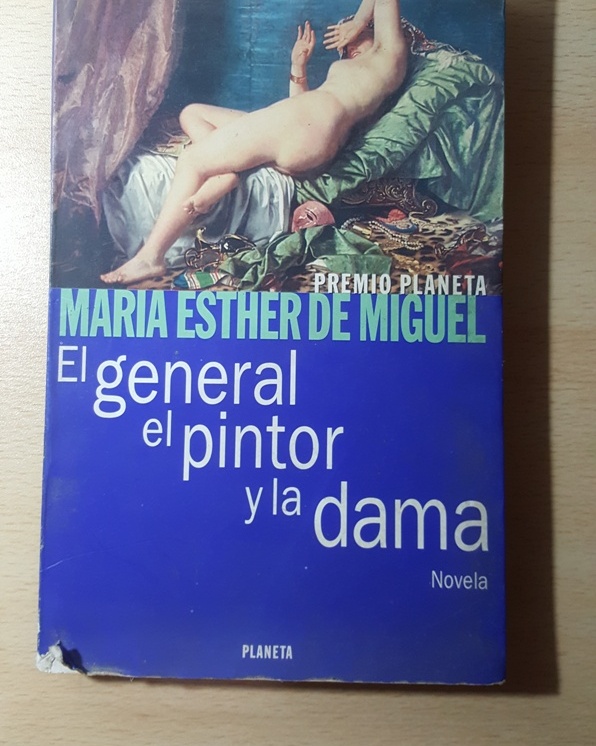 MARIA ESTHER DE MIGUEL
PREMIO PLANETA
El general
el pintor
y la dama
Novela
PLANETA